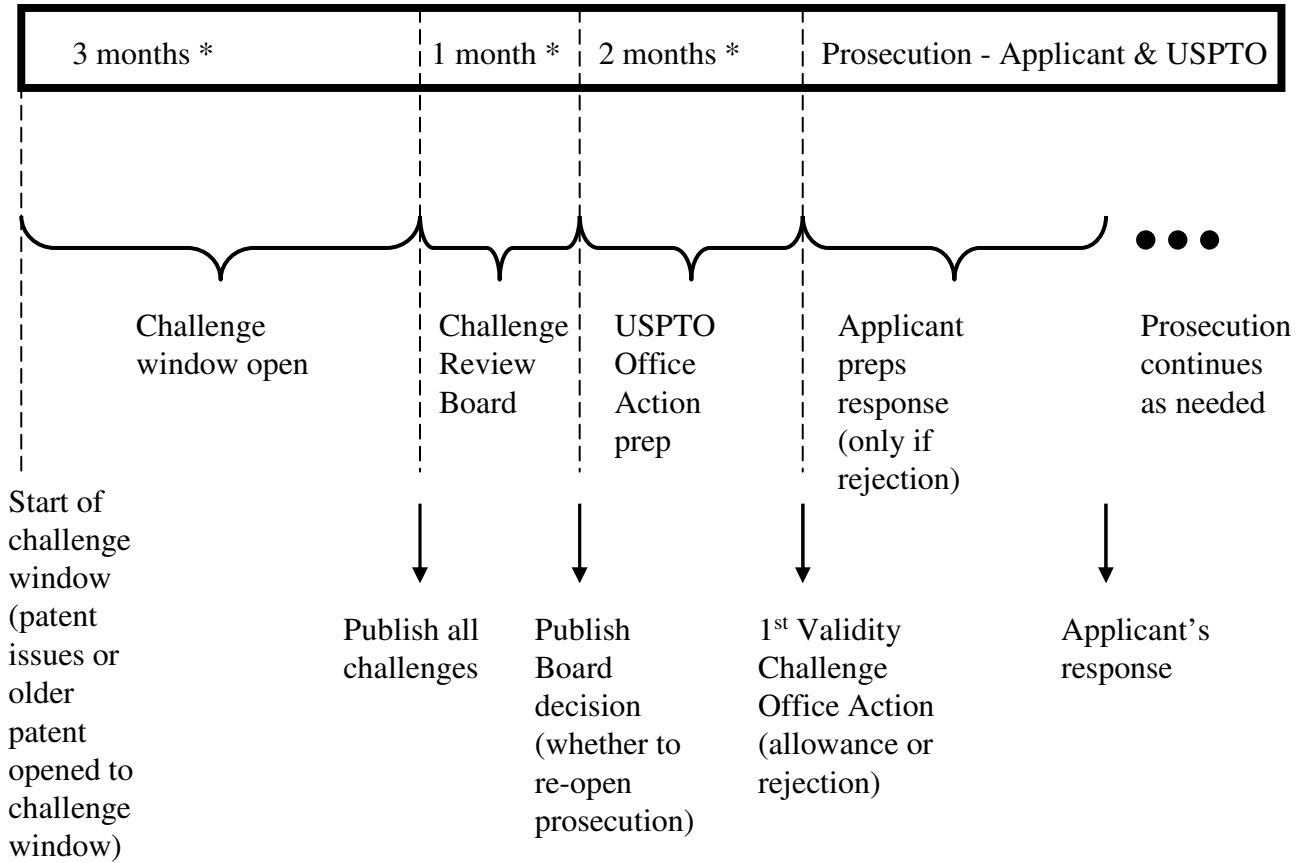 3 months *
1 month *
2 months *
Prosecution - Applicant & USPTO
Challenge
window open
Challenge
Review
Board
USPTO
Office
Action
prep
Applicant
preps
response
(only if
rejection)
Prosecution
continues
as needed
Start of
challenge
window
(patent
issues or
older
patent
opened to
challenge
window)
Publish all
challenges
Publish
Board
decision
(whether to
re-open
prosecution)
1st Validity
Challenge
Office Action
(allowance or
rejection)
Applicant’s
response